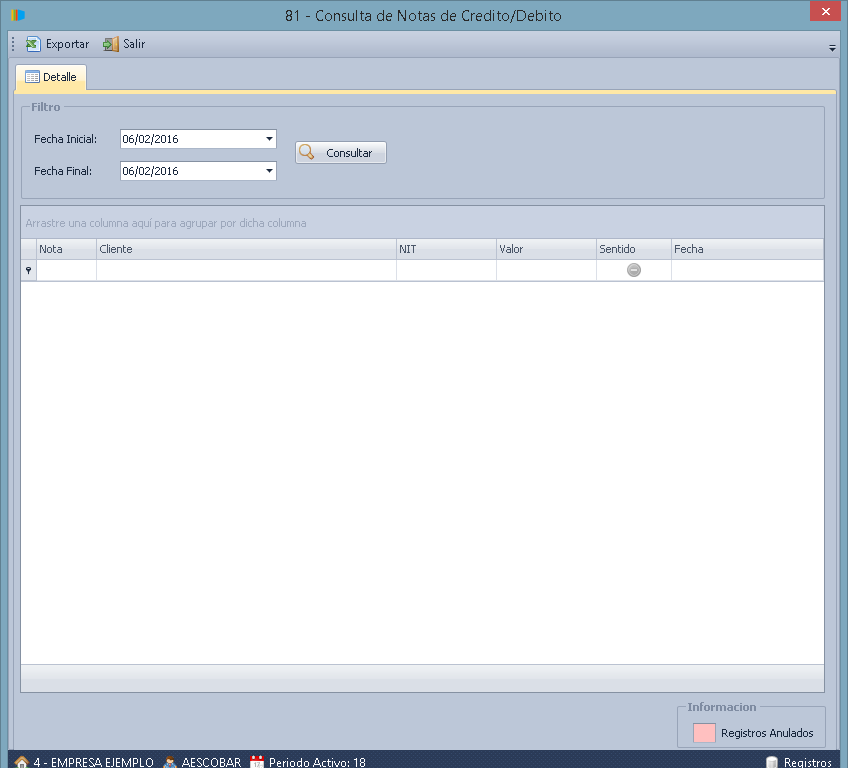 81 - Consulta de Notas de Credito/Debito
Exportar Salir
Detalle
Filtro
Fecha Inicial: 06/02/2016
Consultar
Fecha Final: 06/02/2016
Arrastre una columna aquí para agrupar por dicha columna
Nota Cliente NIT Valor Sentido Fecha
Informacion
Registros Anulados
4 - EMPRESA EJEMPLO AESCOBAR Periodo Activo: 18 Registros